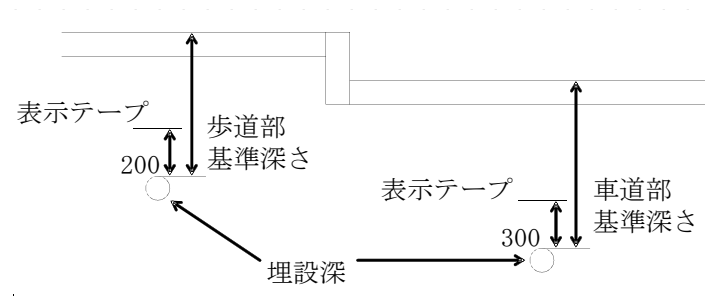 表示テープ
歩道部
基準深さ
200
表示テープ
車道部
基準深さ
300
埋設深